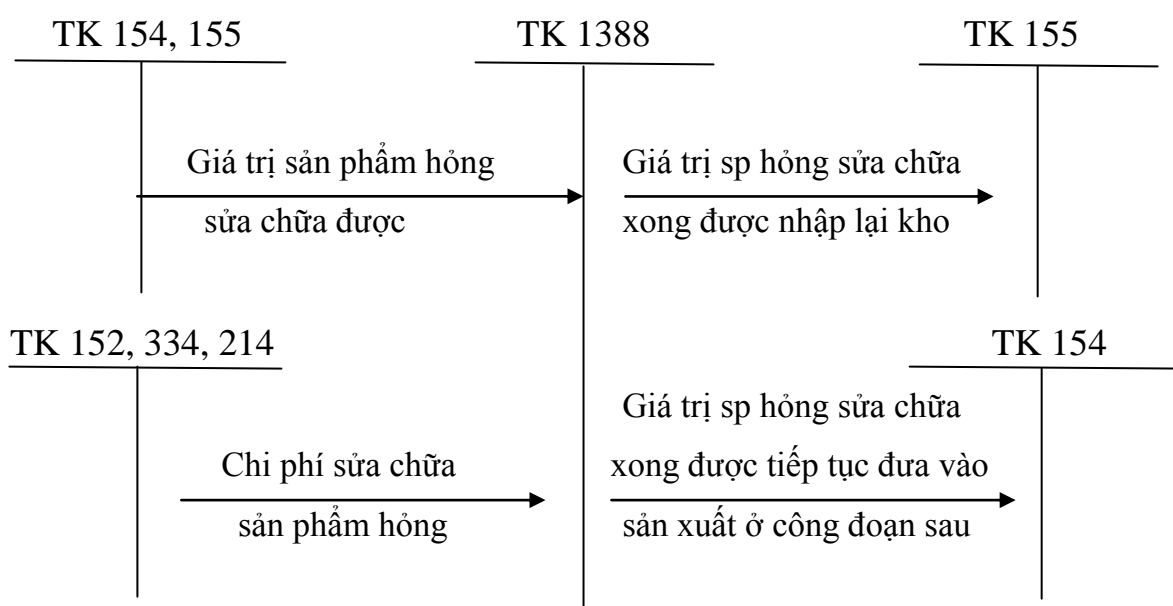 TK 154, 155
TK 1388
TK 155
Giá trị sản phẩm hỏng
sửa chữa được
Giá trị sp hỏng sửa chữa
xong được nhập lại kho
TK 152, 334, 214
TK 154
Chi phí sửa chữa
sản phẩm hỏng
Giá trị sp hỏng sửa chữa
xong được tiếp tục đưa vào
sản xuất ở công đoạn sau